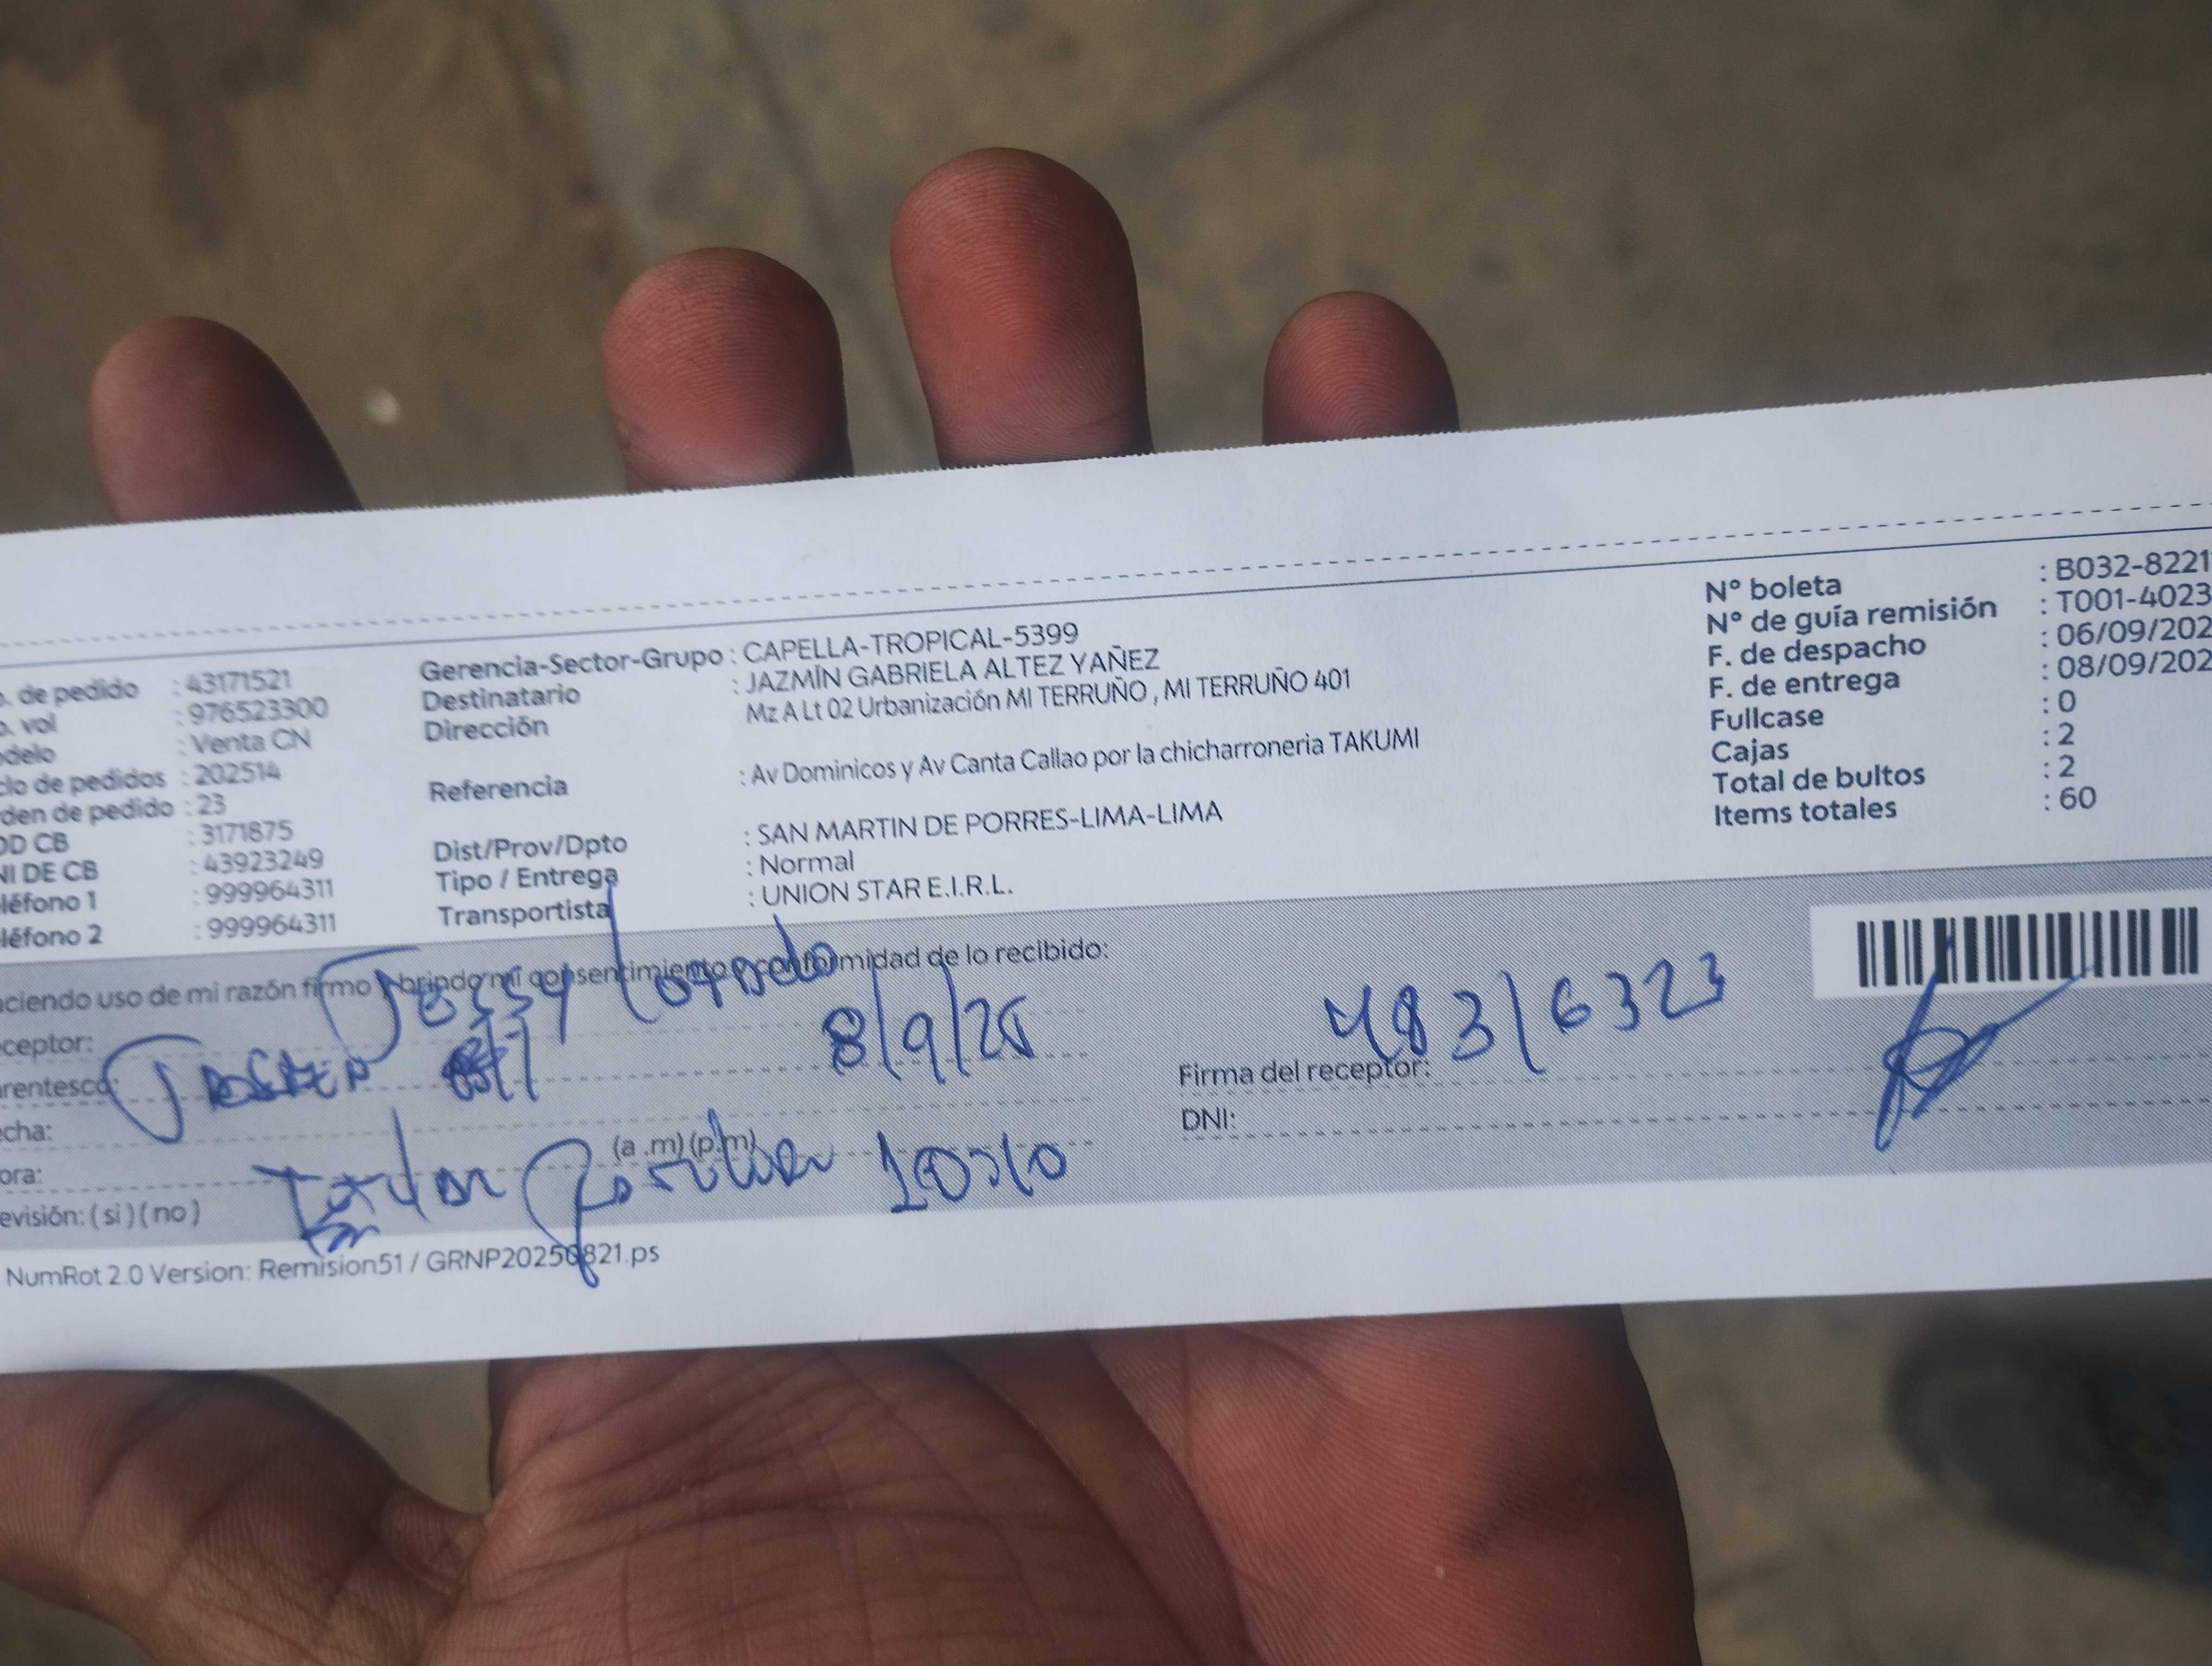 . de pedido : 43171521
. vol : 976523300
delo : Venta CN
clo de pedidos : 202514
den de pedido : 23
OD CB : 3171875
NI DE CB : 43923249
léfono 1 : 999964311
léfono 2 : 999964311
Gerencia-Sector-Grupo : CAPELLA-TROPICAL-5399
Destinatario : JAZMÍN GABRIELA ALTEZ YAÑEZ
Dirección Mz A Lt 02 Urbanización MI TERRUÑO , MI TERRUÑO 401
Referencia : Av Dominicos y Av Canta Callao por la chicharroneria TAKUMI
Dist/Prov/Dpto : SAN MARTIN DE PORRES-LIMA-LIMA
Tipo / Entrega : Normal
Transportista : UNION STAR E.I.R.L.
N° boleta : B032-8221
N° de guía remisión : T001-4023
F. de despacho : 06/09/202
F. de entrega : 08/09/202
Fullcase : 0
Cajas : 2
Total de bultos : 2
Items totales : 60
aciendo uso de mi razón firmo y brindo mi consentimiento y conformidad de lo recibido:
ceptor:
rentesco: 8/9/25
echa:
ora: (a .m) (p.m)
evisión: ( si ) ( no )
48316323
Firma del receptor:
DNI:
NumRot 2.0 Version: Remision51 / GRNP20250821.ps